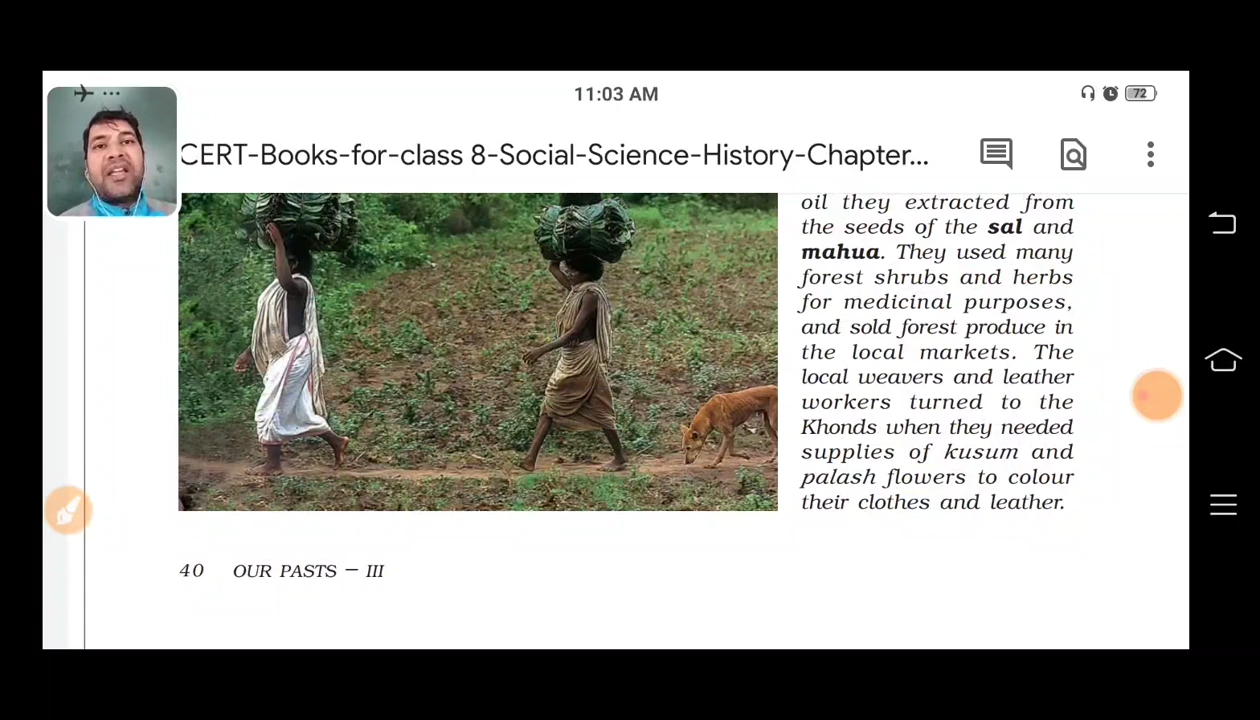 11:03 AM
72
CERT-Books-for-class 8-Social-Science-History-Chapter...
oil they extracted from
the seeds of the sal and
mahua. They used many
forest shrubs and herbs
for medicinal purposes,
and sold forest produce in
the local markets. The
local weavers and leather
workers turned to the
Khonds when they needed
supplies of kusum and
palash flowers to colour
their clothes and leather.
40 OUR PASTS – III